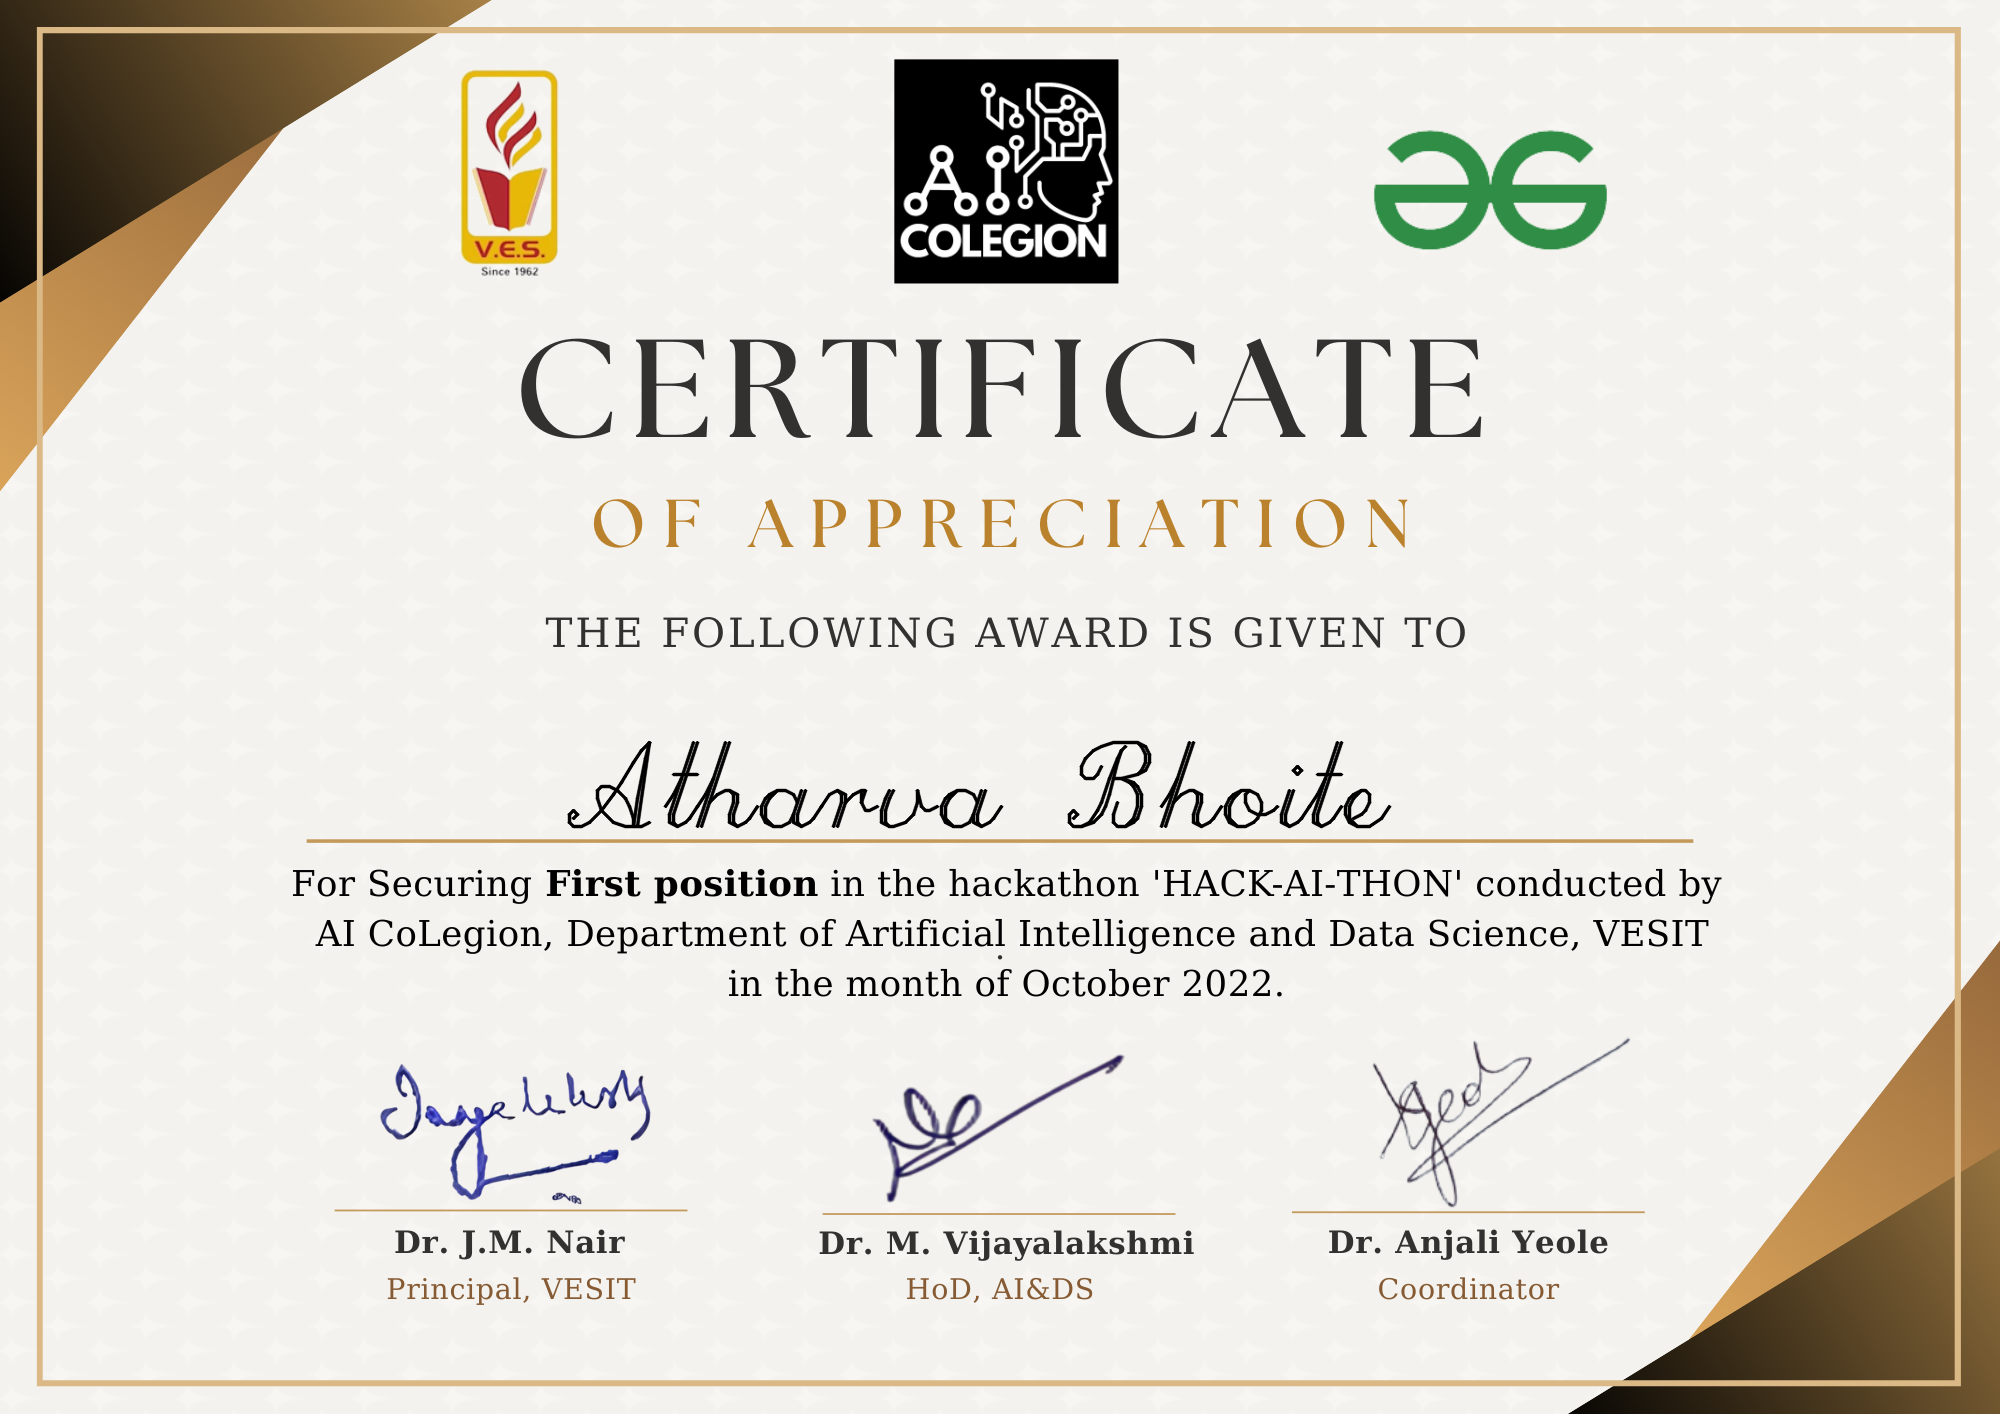 V.E.S.
Since 1962
AI
COLEGION
CERTIFICATE
OF APPRECIATION
THE FOLLOWING AWARD IS GIVEN TO
Atharva Bhoite
For Securing First position in the hackathon 'HACK-AI-THON' conducted by
AI CoLegion, Department of Artificial Intelligence and Data Science, VESIT
in the month of October 2022.
Dr. J.M. Nair
Principal, VESIT
Dr. M. Vijayalakshmi
HoD, AI&DS
Dr. Anjali Yeole
Coordinator